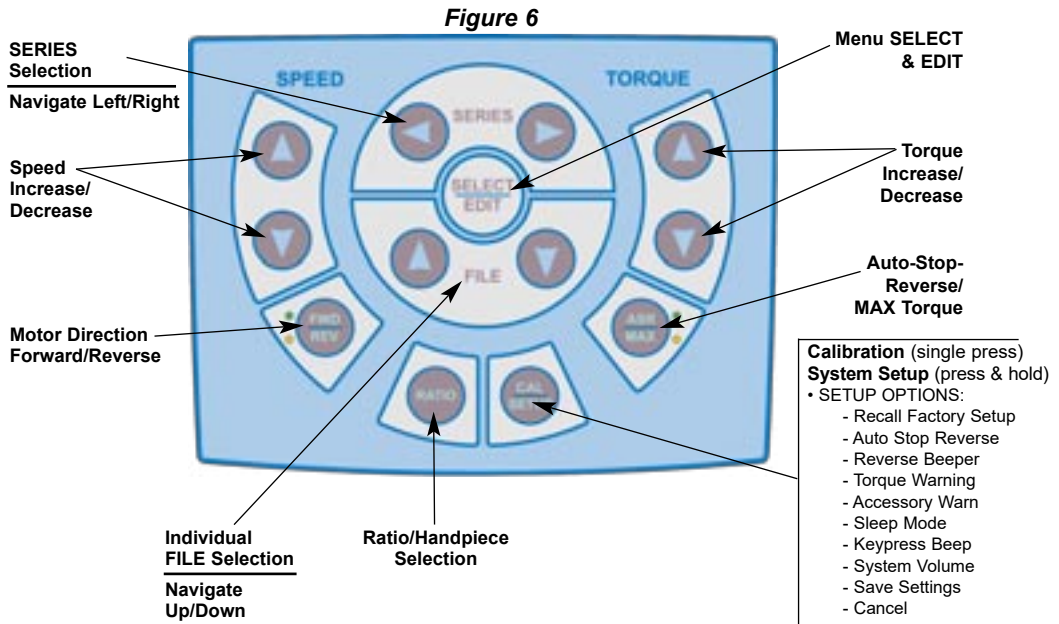 Figure 6
SERIES
Selection
Navigate Left/Right
Speed
Increase/
Decrease
Motor Direction
Forward/Reverse
Individual
FILE Selection
Navigate
Up/Down
Ratio/Handpiece
Selection
Menu SELECT
& EDIT
Torque
Increase/
Decrease
Auto-Stop-
Reverse/
MAX Torque
Calibration (single press)
System Setup (press & hold)
• SETUP OPTIONS:
- Recall Factory Setup
- Auto Stop Reverse
- Reverse Beeper
- Torque Warning
- Accessory Warn
- Sleep Mode
- Keypress Beep
- System Volume
- Save Settings
- Cancel
SPEED
TORQUE
SERIES
SELECT
EDIT
FILE
FWD
REV
ASR
MAX
RATIO
CAL